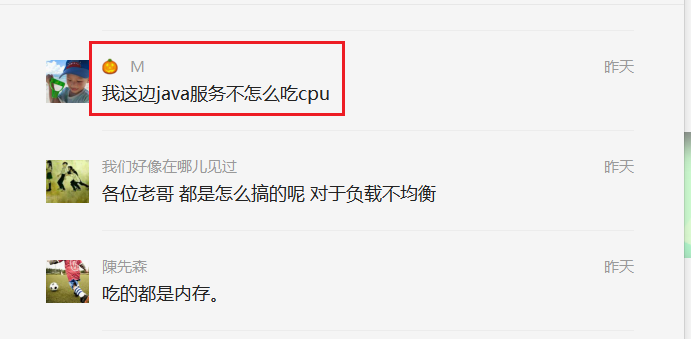 🎃 M 昨天
我这边java服务不怎么吃cpu
我们好像在哪儿见过 昨天
各位老哥 都是怎么搞的呢 对于负载不均衡
陳先森 昨天
吃的都是内存。